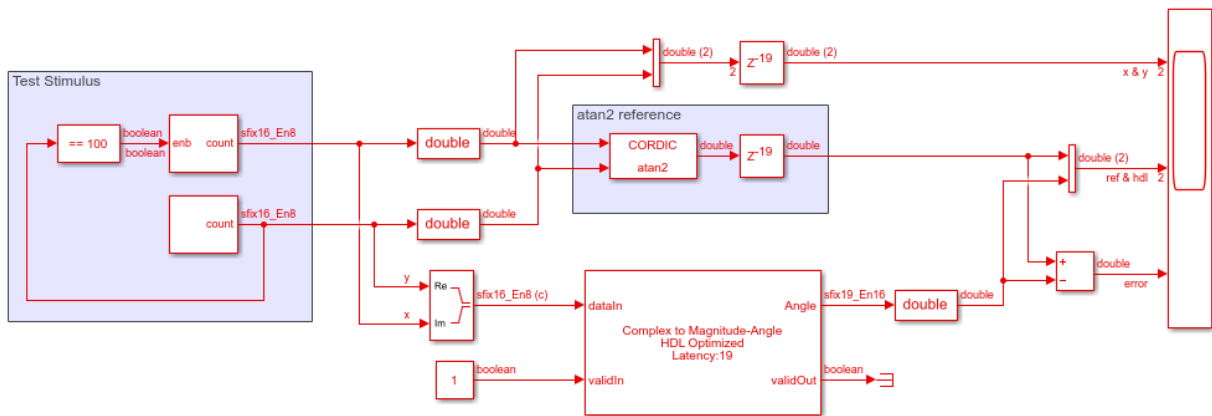 Test Stimulus
== 100
boolean
boolean
enb
count
sfix16_En8
count
sfix16_En8
double
double
double
double
double (2)
2
Z-19
double (2)
x & y
2
atan2 reference
CORDIC
atan2
double
Z-19
double
double (2)
ref & hdl
2
y
x
Re
Im
sfix16_En8 (c)
1
boolean
dataIn
validIn
Complex to Magnitude-Angle
HDL Optimized
Latency:19
Angle
validOut
sfix19_En16
boolean
double
double
+
−
double
error